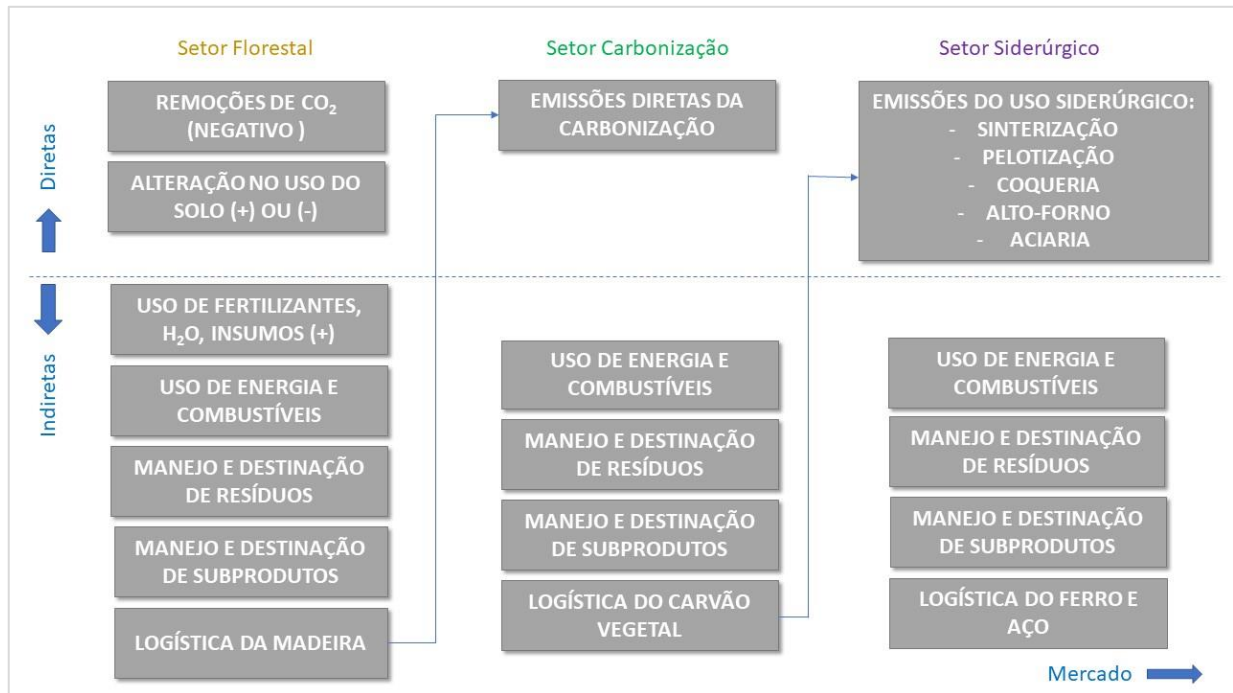 Setor Florestal
Setor Carbonização
Setor Siderúrgico
Diretas
REMOÇÕES DE CO₂
(NEGATIVO )
ALTERAÇÃO NO USO DO
SOLO (+) OU (-)
EMISSÕES DIRETAS DA
CARBONIZAÇÃO
EMISSÕES DO USO SIDERÚRGICO:
- SINTERIZAÇÃO
- PELOTIZAÇÃO
- COQUERIA
- ALTO-FORNO
- ACIARIA
Indiretas
USO DE FERTILIZANTES,
H₂O, INSUMOS (+)
USO DE ENERGIA E
COMBUSTÍVEIS
MANEJO E DESTINAÇÃO
DE RESÍDUOS
MANEJO E DESTINAÇÃO
DE SUBPRODUTOS
LOGÍSTICA DA MADEIRA
USO DE ENERGIA E
COMBUSTÍVEIS
MANEJO E DESTINAÇÃO
DE RESÍDUOS
MANEJO E DESTINAÇÃO
DE SUBPRODUTOS
LOGÍSTICA DO CARVÃO
VEGETAL
USO DE ENERGIA E
COMBUSTÍVEIS
MANEJO E DESTINAÇÃO
DE RESÍDUOS
MANEJO E DESTINAÇÃO
DE SUBPRODUTOS
LOGÍSTICA DO FERRO E
AÇO
Mercado